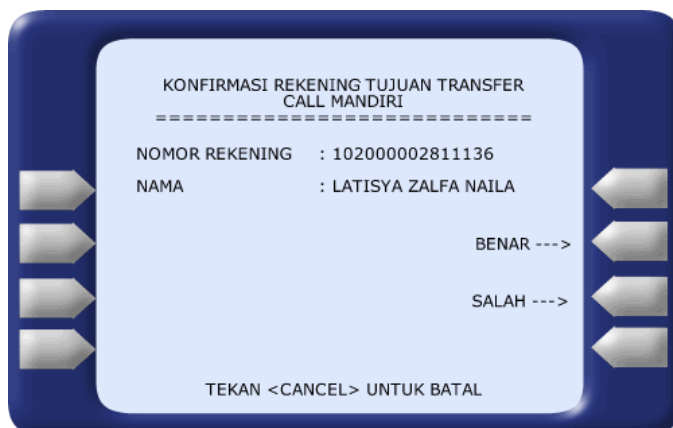 KONFIRMASI REKENING TUJUAN TRANSFER
CALL MANDIRI
==============================
NOMOR REKENING : 102000002811136
NAMA : LATISYA ZALFA NAILA
BENAR --->
SALAH --->
TEKAN <CANCEL> UNTUK BATAL